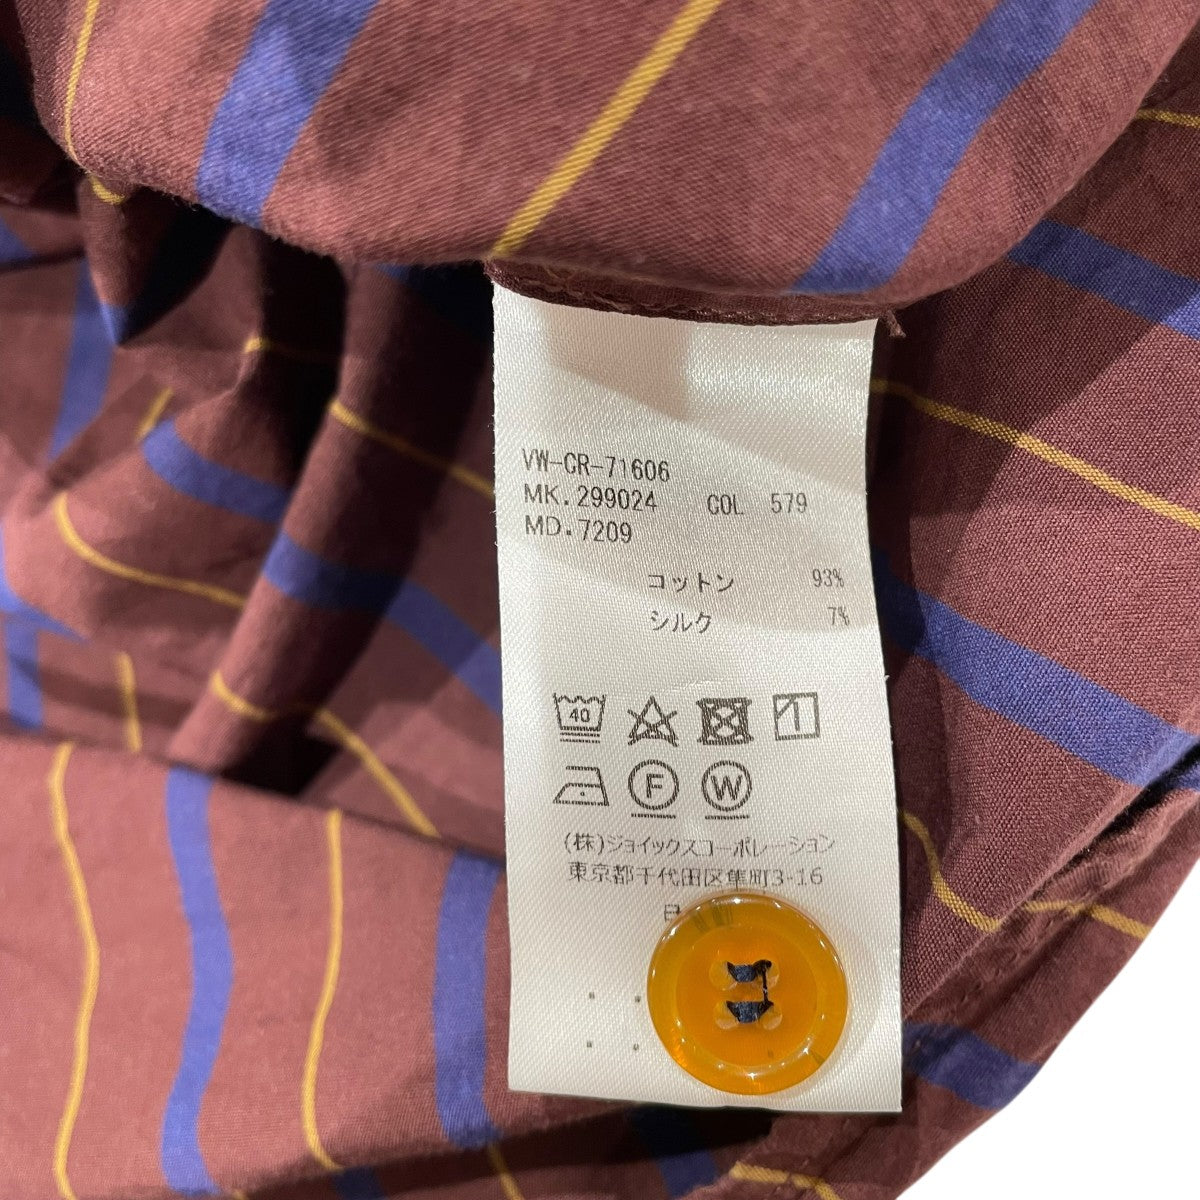 VW-CR-71606
MK.299024 COL 579
MD.7209
コットン 93%
シルク 7%
40
F W
(株)ジョイックスコーポレーション
東京都千代田区隼町3-16